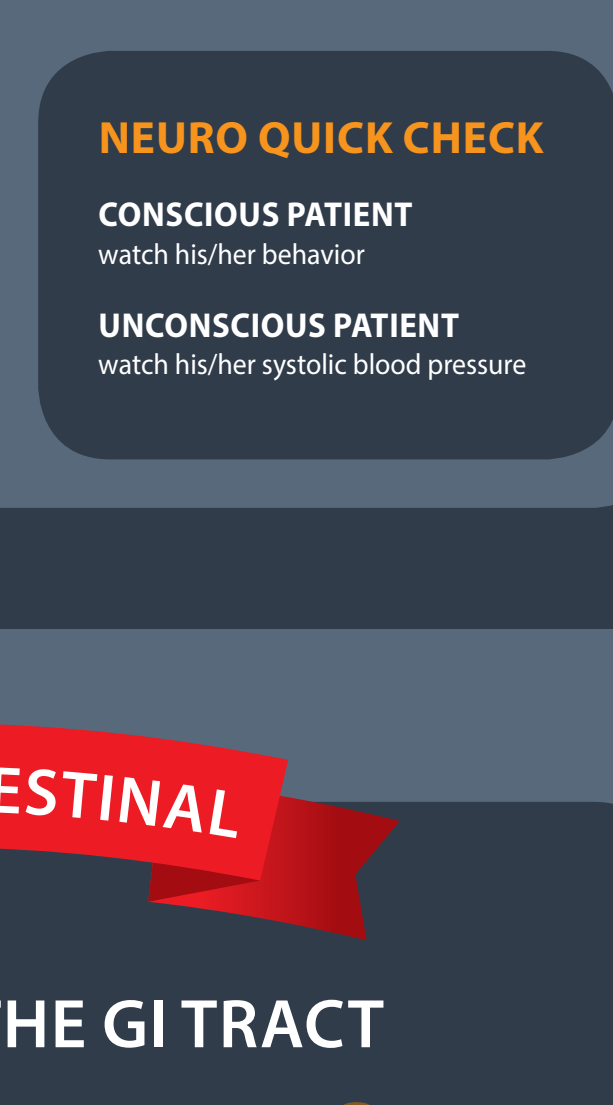 NEURO QUICK CHECK
CONSCIOUS PATIENT
watch his/her behavior
UNCONSCIOUS PATIENT
watch his/her systolic blood pressure
ESTINAL
THE GI TRACT